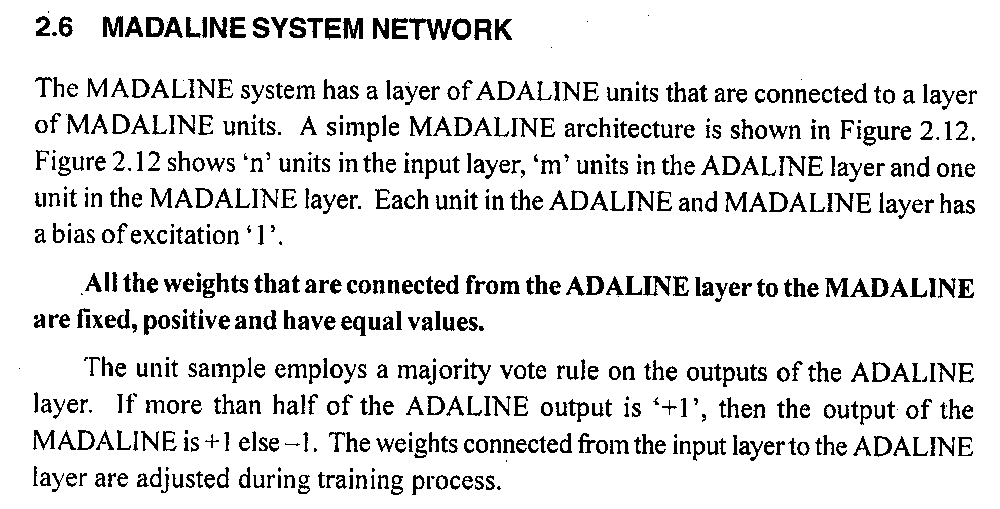 2.6 MADALINE SYSTEM NETWORK
The MADALINE system has a layer of ADALINE units that are connected to a layer
of MADALINE units. A simple MADALINE architecture is shown in Figure 2.12.
Figure 2.12 shows ‘n’ units in the input layer, ‘m’ units in the ADALINE layer and one
unit in the MADALINE layer. Each unit in the ADALINE and MADALINE layer has
a bias of excitation ‘1’.
All the weights that are connected from the ADALINE layer to the MADALINE
are fixed, positive and have equal values.
The unit sample employs a majority vote rule on the outputs of the ADALINE
layer. If more than half of the ADALINE output is ‘+1’, then the output of the
MADALINE is +1 else –1. The weights connected from the input layer to the ADALINE
layer are adjusted during training process.